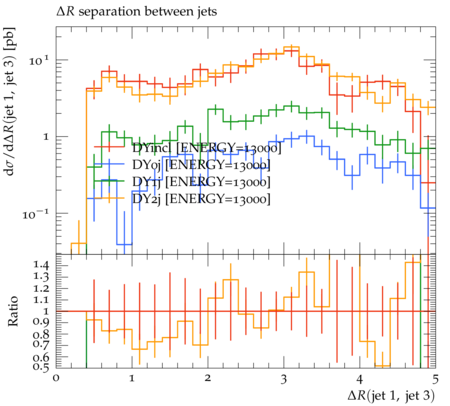 ΔR separation between jets
dσ/dΔR(jet 1, jet 3) [pb]
10¹
1
10⁻¹
DYincl [ENERGY=13000]
DY0j [ENERGY=13000]
DY1j [ENERGY=13000]
DY2j [ENERGY=13000]
Ratio
1.4
1.3
1.2
1.1
1
0.9
0.8
0.7
0.6
0.5
0 1 2 3 4 5
ΔR(jet 1, jet 3)